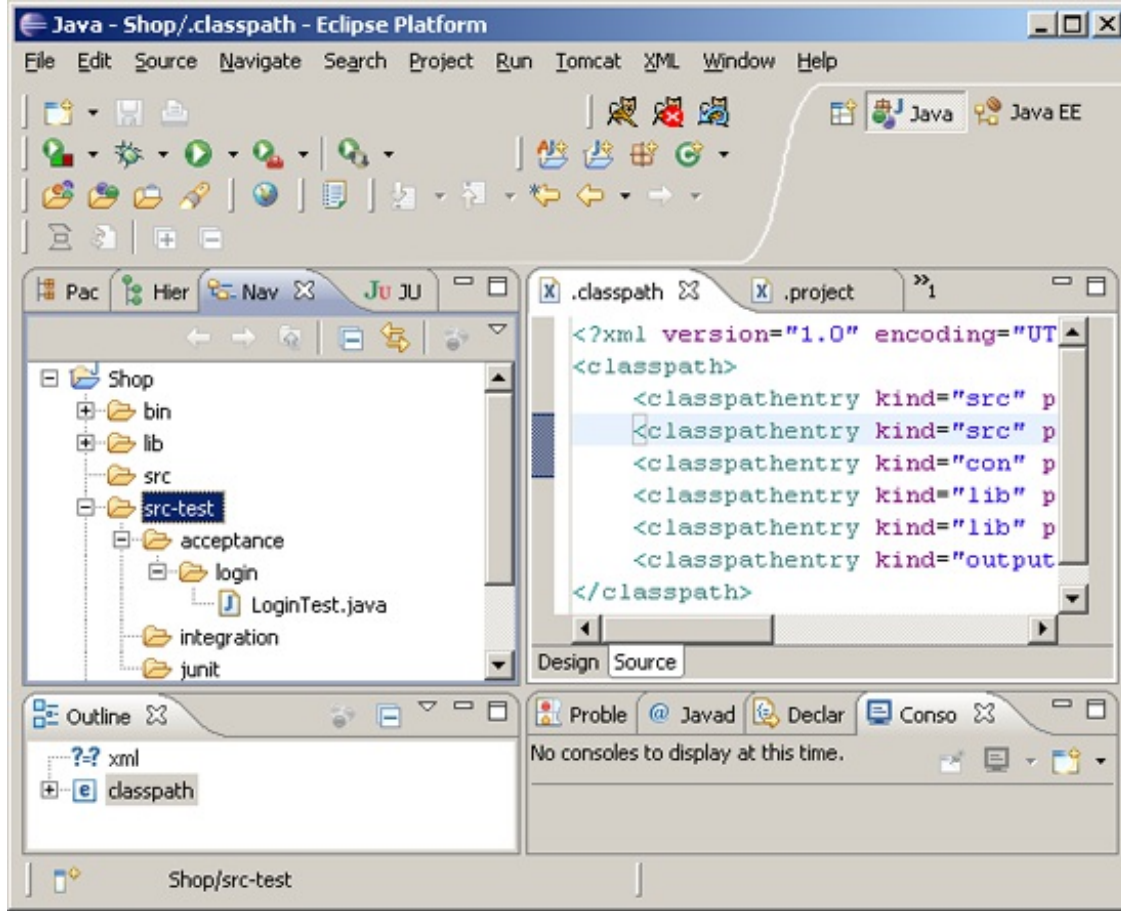 Java - Shop/.classpath - Eclipse Platform
File Edit Source Navigate Search Project Run Tomcat XML Window Help
Java Java EE
Pac Hier Nav JU JU
.classpath .project »1
<?xml version="1.0" encoding="UT
<classpath>
<classpathentry kind="src" p
<classpathentry kind="src" p
<classpathentry kind="con" p
<classpathentry kind="lib" p
<classpathentry kind="lib" p
<classpathentry kind="output
</classpath>
Design Source
Shop
bin
lib
src
src-test
acceptance
login
J LoginTest.java
integration
junit
Outline
?=? xml
e classpath
Proble @ Javad Declar Conso
No consoles to display at this time.
Shop/src-test